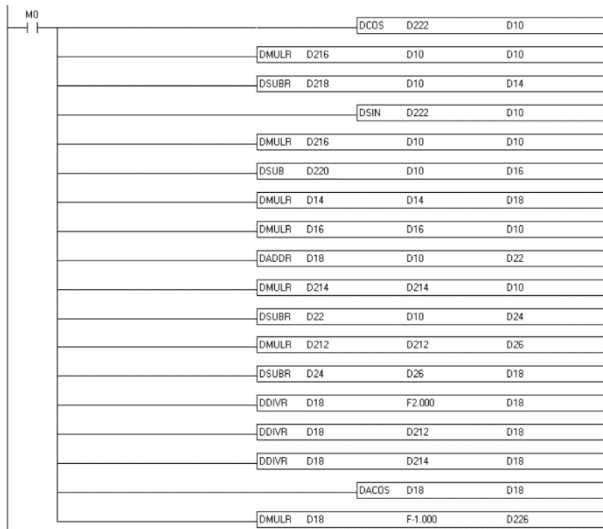 M0
DCOS D222 D10
DMULR D216 D10 D10
DSUBR D218 D10 D14
DSIN D222 D10
DMULR D216 D10 D10
DSUB D220 D10 D16
DMULR D14 D14 D18
DMULR D16 D16 D10
DADDR D18 D10 D22
DMULR D214 D214 D10
DSUBR D22 D10 D24
DMULR D212 D212 D26
DSUBR D24 D26 D18
DDIVR D18 F2.000 D18
DDIVR D18 D212 D18
DDIVR D18 D214 D18
DACOS D18 D18
DMULR D18 F-1.000 D226